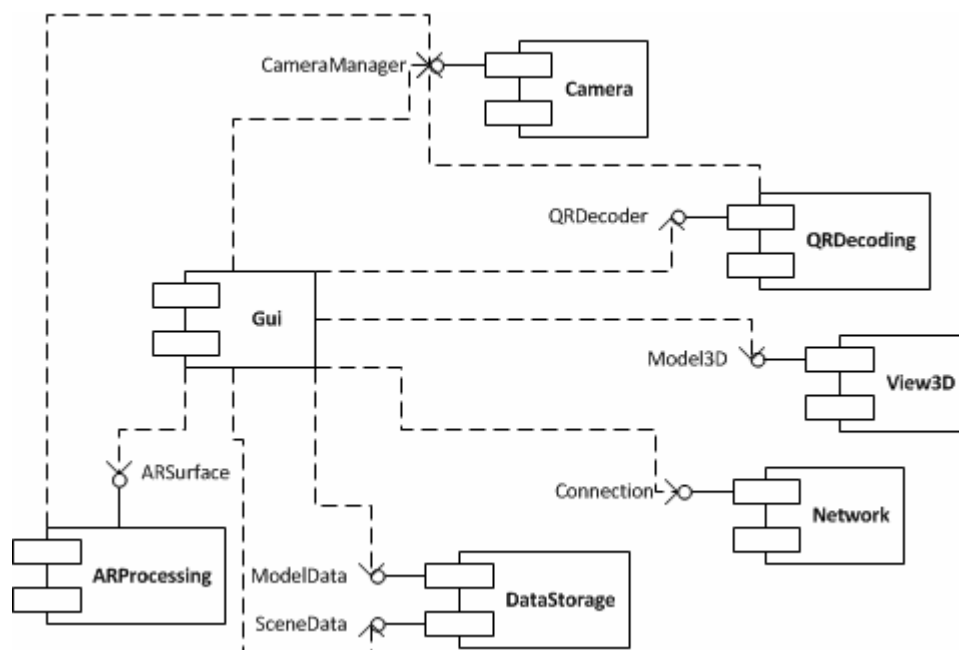 CameraManager
Camera
QRDecoder
QRDecoding
Gui
Model3D
View3D
ARSurface
Connection
Network
ARProcessing
ModelData
DataStorage
SceneData